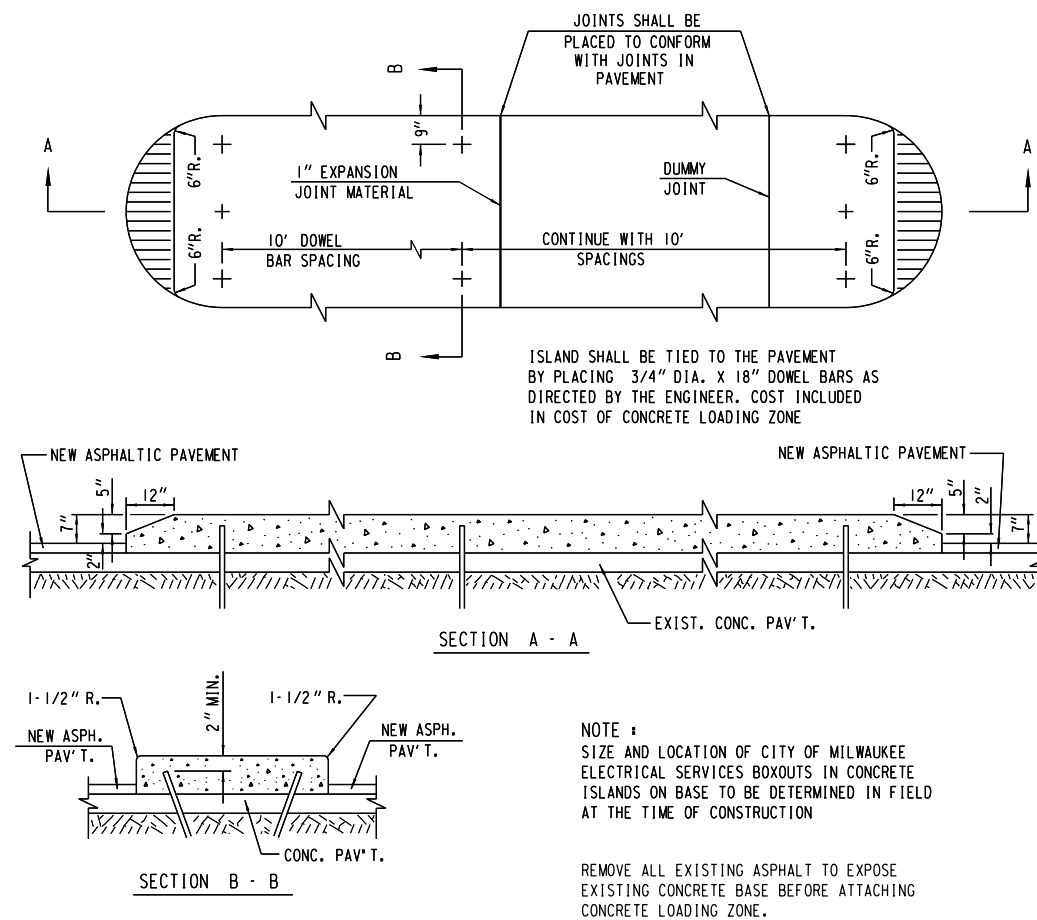 JOINTS SHALL BE
PLACED TO CONFORM
WITH JOINTS IN
PAVEMENT
B
9"
A
A
6"R.
6"R.
1" EXPANSION
JOINT MATERIAL
DUMMY
JOINT
6"R.
6"R.
10' DOWEL
BAR SPACING
CONTINUE WITH 10'
SPACINGS
B
ISLAND SHALL BE TIED TO THE PAVEMENT
BY PLACING 3/4" DIA. X 18" DOWEL BARS AS
DIRECTED BY THE ENGINEER. COST INCLUDED
IN COST OF CONCRETE LOADING ZONE
NEW ASPHALTIC PAVEMENT
NEW ASPHALTIC PAVEMENT
5"
12"
7"
2"
12"
5"
2"
7"
EXIST. CONC. PAV'T.
SECTION A - A
1-1/2" R.
2" MIN.
1-1/2" R.
NEW ASPH.
PAV'T.
NEW ASPH.
PAV'T.
CONC. PAV'T.
SECTION B - B
NOTE :
SIZE AND LOCATION OF CITY OF MILWAUKEE
ELECTRICAL SERVICES BOXOUTS IN CONCRETE
ISLANDS ON BASE TO BE DETERMINED IN FIELD
AT THE TIME OF CONSTRUCTION
REMOVE ALL EXISTING ASPHALT TO EXPOSE
EXISTING CONCRETE BASE BEFORE ATTACHING
CONCRETE LOADING ZONE.